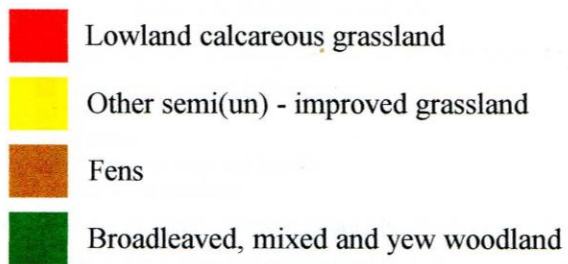 Lowland calcareous grassland
Other semi(un) - improved grassland
Fens
Broadleaved, mixed and yew woodland